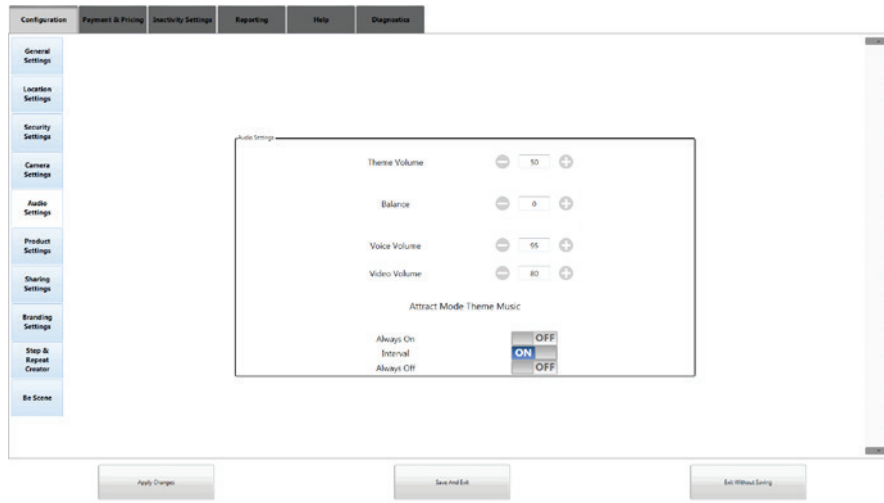 Configuration Payment & Pricing Inactivity Settings Reporting Help Diagnostics
General
Settings
Location
Settings
Security
Settings
Camera
Settings
Audio
Settings
Product
Settings
Sharing
Settings
Branding
Settings
Step &
Repeat
Creator
Be Scene
Audio Settings
Theme Volume 50
Balance 0
Voice Volume 95
Video Volume 80
Attract Mode Theme Music
Always On OFF
Interval ON
Always Off OFF
Apply Changes Save And Exit Exit Without Saving